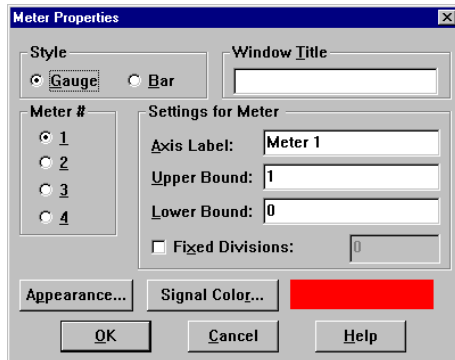 Meter Properties
Style
Window Title
Gauge
Bar
Meter #
1
2
3
4
Settings for Meter
Axis Label: Meter 1
Upper Bound: 1
Lower Bound: 0
Fixed Divisions: 0
Appearance...
Signal Color...
OK
Cancel
Help